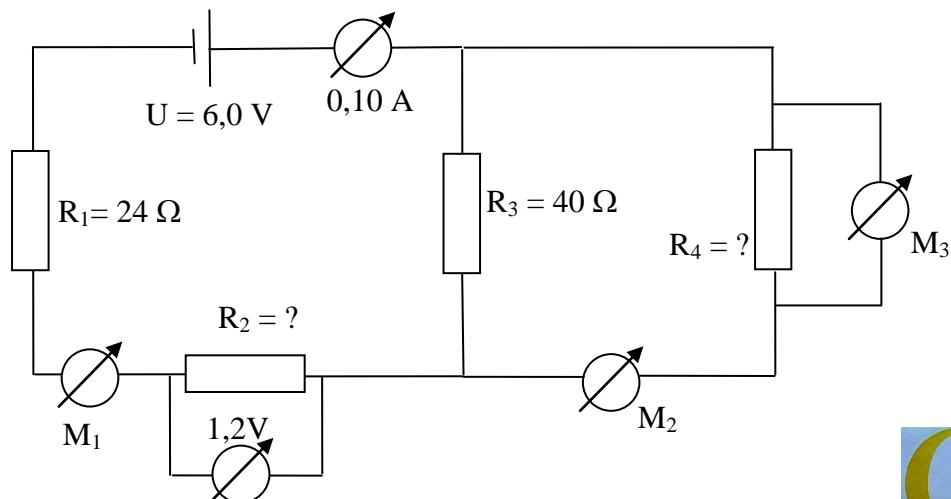 U = 6,0 V
0,10 A
R₁= 24 Ω
R₃ = 40 Ω
R₄ = ?
M₃
R₂ = ?
M₁
1,2V
M₂